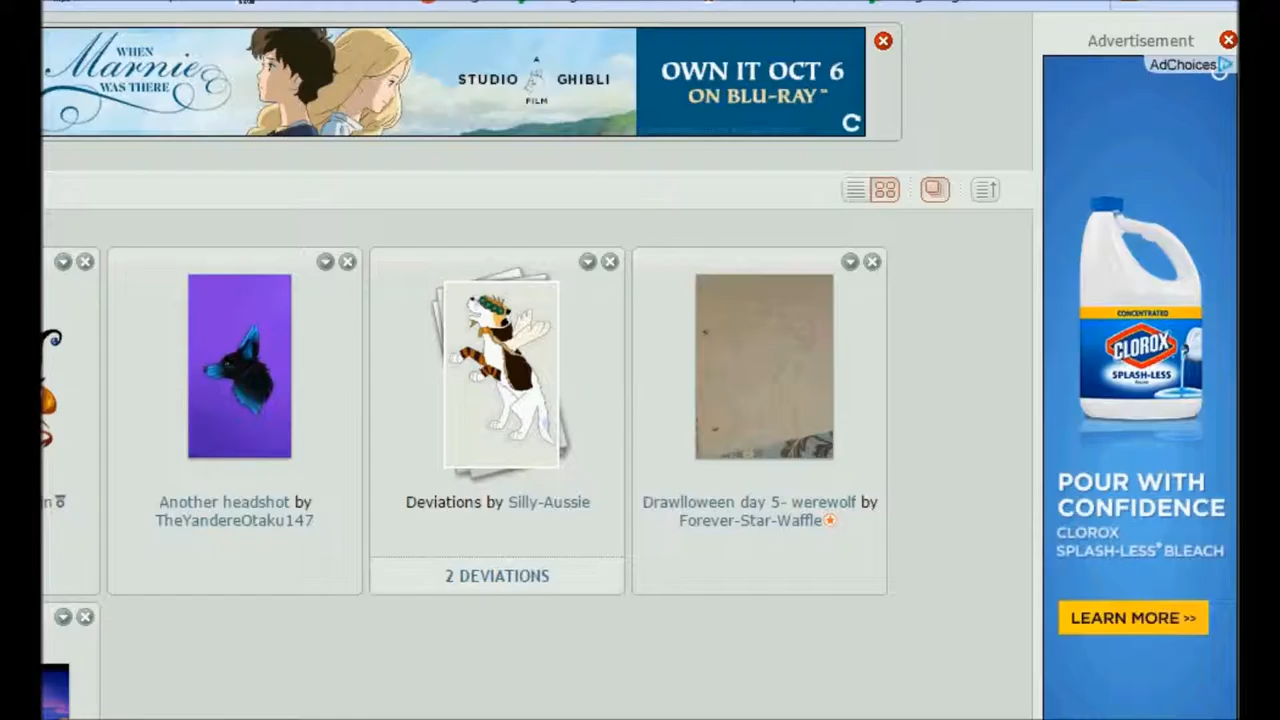 WHEN
Marnie
WAS THERE
A
STUDIO GHIBLI
FILM
OWN IT OCT 6
ON BLU-RAY™
C
Advertisement
AdChoices
CONCENTRATED
CLOROX
SPLASH-LESS
POUR WITH
CONFIDENCE
CLOROX
SPLASH-LESS® BLEACH
LEARN MORE >>
Another headshot by
TheYandereOtaku147
Deviations by Silly-Aussie
2 DEVIATIONS
Drawlloween day 5- werewolf by
Forever-Star-Waffle